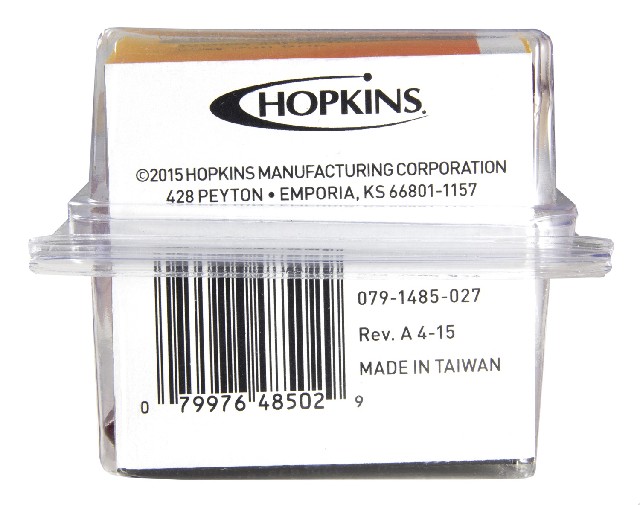 HOPKINS.
©2015 HOPKINS MANUFACTURING CORPORATION
428 PEYTON • EMPORIA, KS 66801-1157
079-1485-027
Rev. A 4-15
MADE IN TAIWAN
0 79976 48502 9